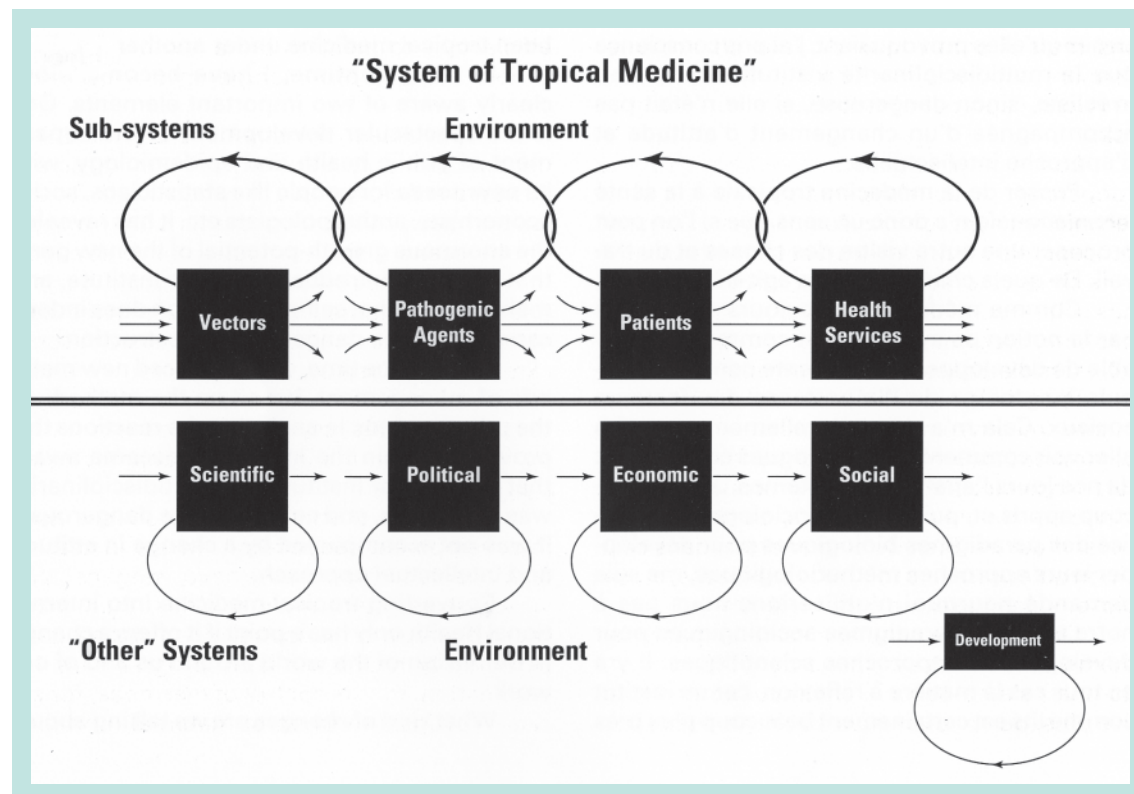 "System of Tropical Medicine"
Sub-systems
Environment
Vectors
Pathogenic
Agents
Patients
Health
Services
Scientific
Political
Economic
Social
"Other" Systems
Environment
Development